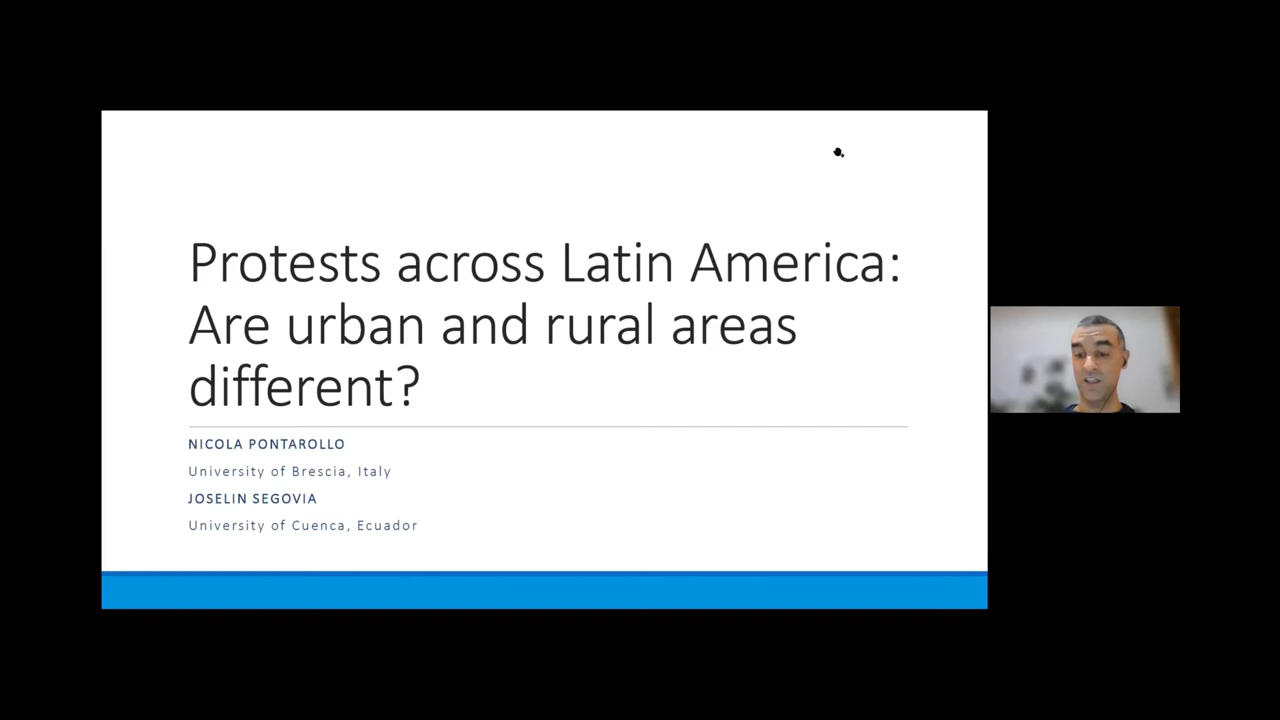 Protests across Latin America:
Are urban and rural areas
different?
NICOLA PONTAROLLO
University of Brescia, Italy
JOSELIN SEGOVIA
University of Cuenca, Ecuador